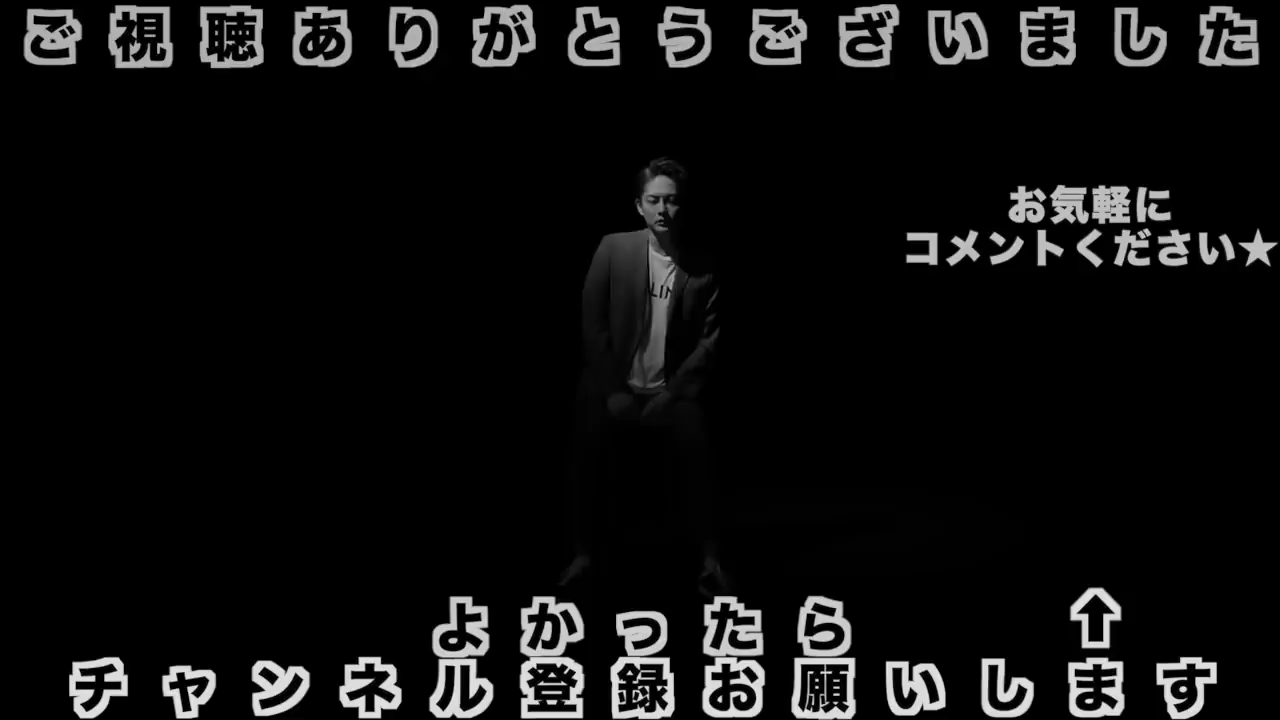 ご視聴ありがとうございました
お気軽に
コメントください★
LIN
よかったら
↑
チャンネル登録お願いします